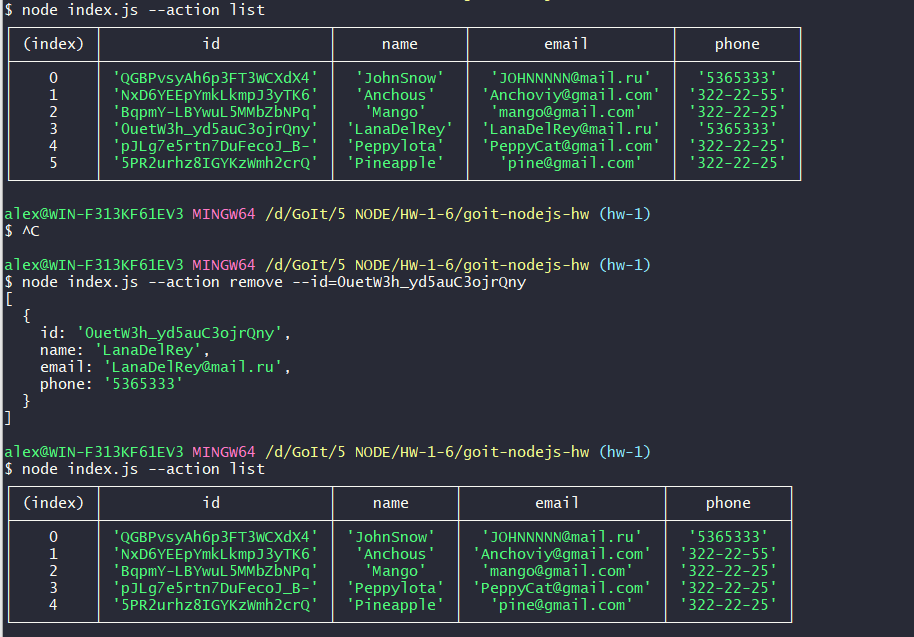 $ node index.js --action list
(index) id name email phone
0 'QGBPvsyAh6p3FT3WCXdX4' 'JohnSnow' 'JOHNNNNN@mail.ru' '5365333'
1 'NxD6YEEpYmkLkmpJ3yTK6' 'Anchous' 'Anchoviy@gmail.com' '322-22-55'
2 'BqpmY-LBYwuL5MMbZbNPq' 'Mango' 'mango@gmail.com' '322-22-25'
3 'OuetW3h_yd5auC3ojrQny' 'LanaDelRey' 'LanaDelRey@mail.ru' '5365333'
4 'pJLg7e5rtn7DuFecoJ_B-' 'Peppylota' 'PeppyCat@gmail.com' '322-22-25'
5 '5PR2urhz8IGYKzWmh2crQ' 'Pineapple' 'pine@gmail.com' '322-22-25'
alex@WIN-F313KF61EV3 MINGW64 /d/GoIt/5 NODE/HW-1-6/goit-nodejs-hw (hw-1)
$ ^C
alex@WIN-F313KF61EV3 MINGW64 /d/GoIt/5 NODE/HW-1-6/goit-nodejs-hw (hw-1)
$ node index.js --action remove --id=OuetW3h_yd5auC3ojrQny
[
{
id: 'OuetW3h_yd5auC3ojrQny',
name: 'LanaDelRey',
email: 'LanaDelRey@mail.ru',
phone: '5365333'
}
]
alex@WIN-F313KF61EV3 MINGW64 /d/GoIt/5 NODE/HW-1-6/goit-nodejs-hw (hw-1)
$ node index.js --action list
(index) id name email phone
0 'QGBPvsyAh6p3FT3WCXdX4' 'JohnSnow' 'JOHNNNNN@mail.ru' '5365333'
1 'NxD6YEEpYmkLkmpJ3yTK6' 'Anchous' 'Anchoviy@gmail.com' '322-22-55'
2 'BqpmY-LBYwuL5MMbZbNPq' 'Mango' 'mango@gmail.com' '322-22-25'
3 'pJLg7e5rtn7DuFecoJ_B-' 'Peppylota' 'PeppyCat@gmail.com' '322-22-25'
4 '5PR2urhz8IGYKzWmh2crQ' 'Pineapple' 'pine@gmail.com' '322-22-25'